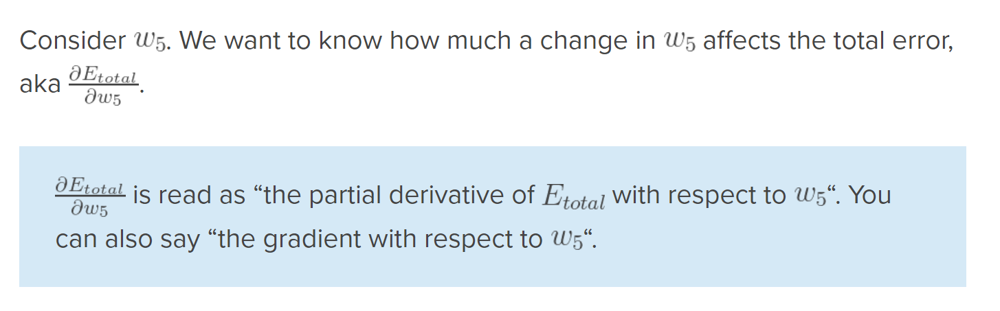 Consider $w_5$. We want to know how much a change in $w_5$ affects the total error,
aka $\frac{\partial E_{total}}{\partial w_5}$.
$\frac{\partial E_{total}}{\partial w_5}$ is read as “the partial derivative of $E_{total}$ with respect to $w_5$“. You
can also say “the gradient with respect to $w_5$“.